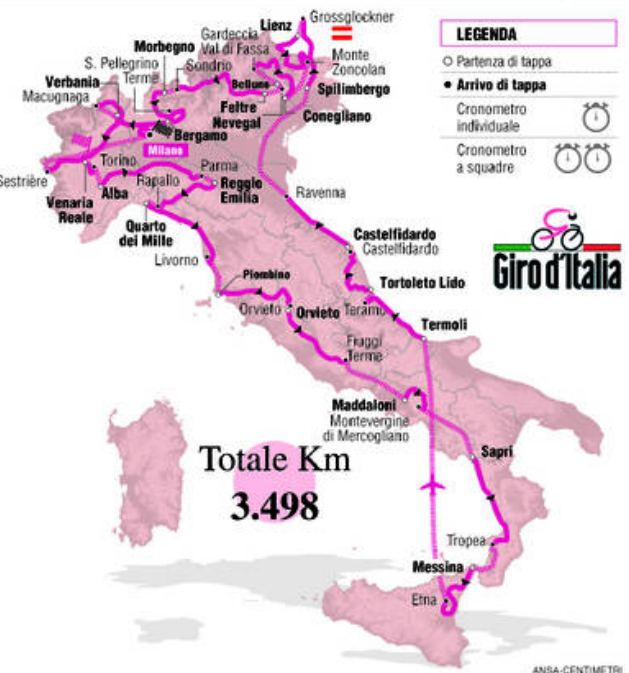 Grossglockner
Lienz
Gardeccia
Val di Fassa
Morbegno
Sondrio
S. Pellegrino
Terme
Verbania
Macugnaga
Monte
Zoncolan
Belluno
Spilimbergo
Feltre
Nevegal
Conegliano
Bergamo
Milano
Torino
Sestrière
Parma
Alba
Rapallo
Reggio
Emilia
Venaria
Reale
Ravenna
Quarto
dei Mille
Livorno
Castelfidardo
Castelfidardo
Piombino
Tortoleto Lido
Orvieto
Orvieto
Teramo
Termoli
Fiuggi
Terme
Maddaloni
Montevergine
di Mercogliano
Sapri
Totale Km
3.498
Tropea
Messina
Etna
LEGENDA
Partenza di tappa
Arrivo di tappa
Cronometro
individuale
Cronometro
a squadre
Giro d'Italia
ANSA-CENTIMETRI